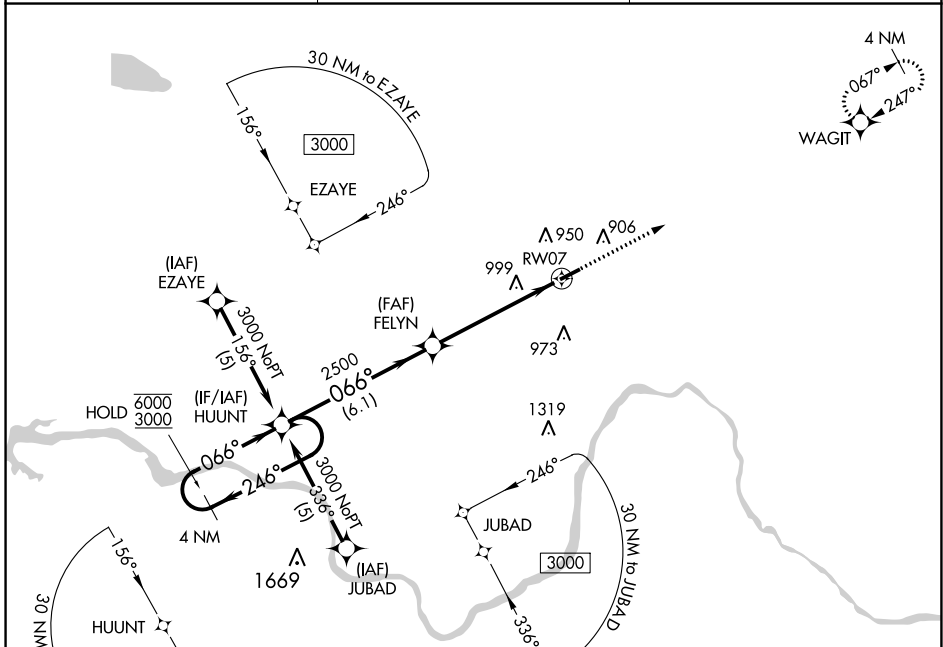 4 NM
067°
247°
WAGIT
30 NM to EZAYE
156°
3000
EZAYE
246°
950
906
RW07
999
(IAF)
EZAYE
3000 NoPT
156°
(5)
(FAF)
FELYN
973
2500
066°
(6.1)
(IF/IAF)
HUUNT
HOLD
6000
3000
1319
066°
246°
3000 NoPT
336°
(5)
4 NM
246°
JUBAD
30 NM to JUBAD
3000
336°
1669
(IAF)
JUBAD
156°
30 NM
HUUNT